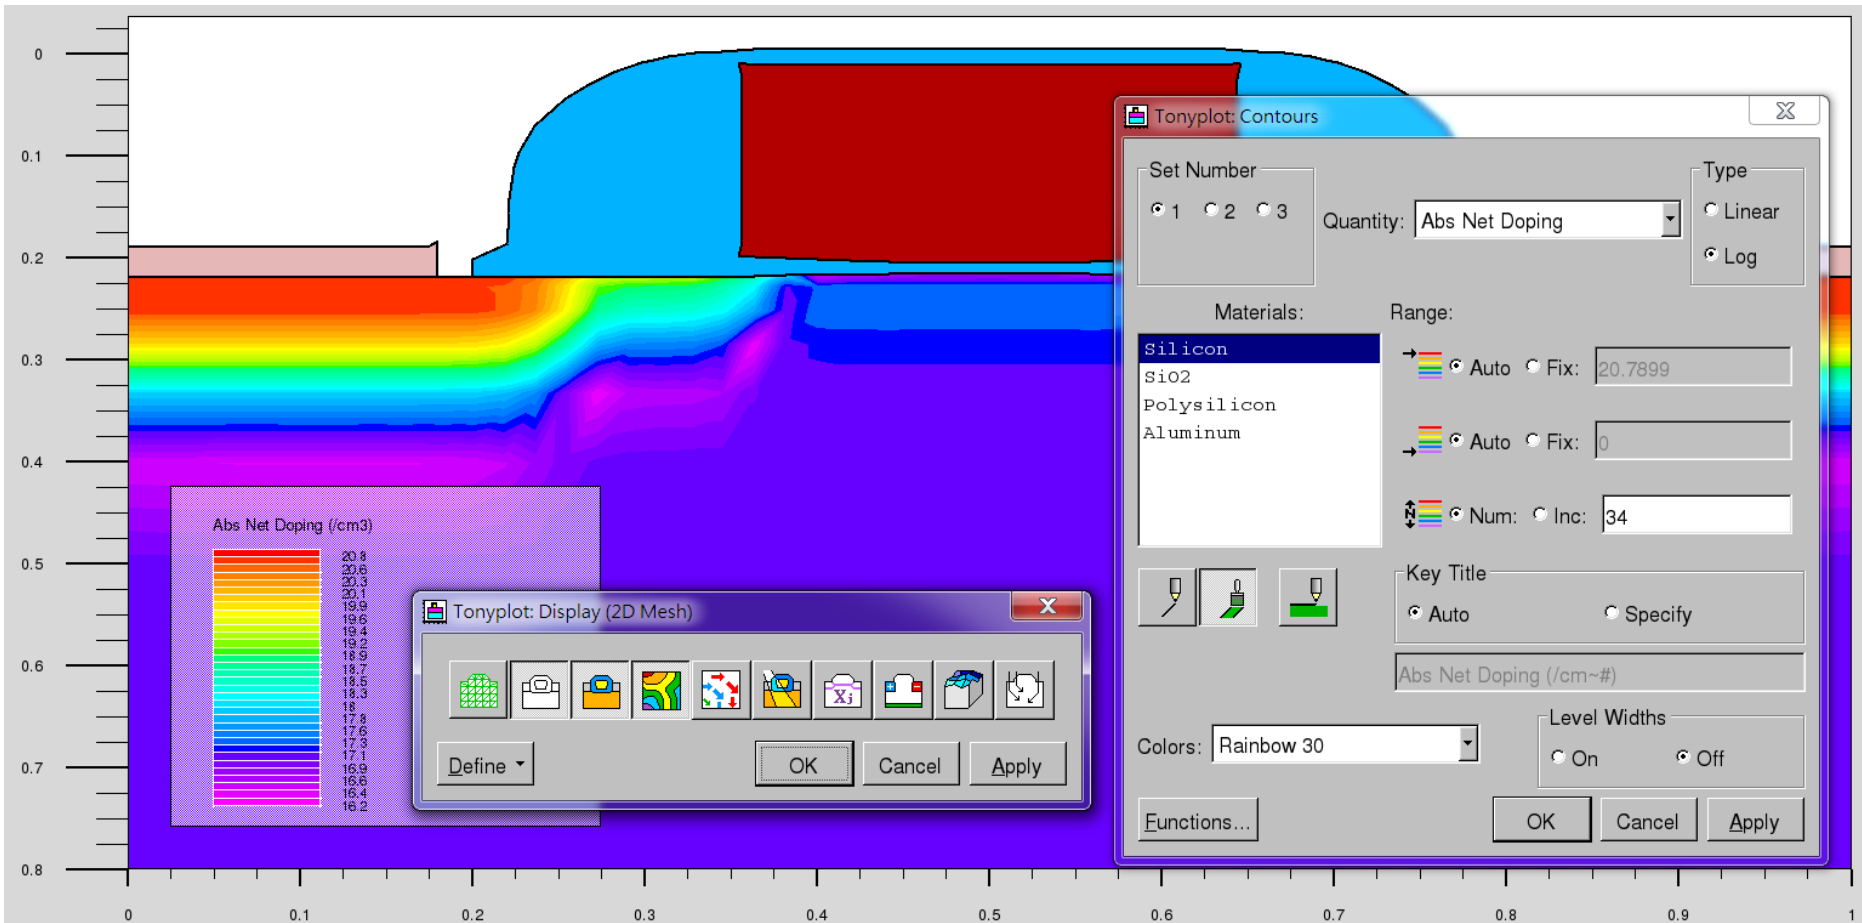 0
0.1
0.2
0.3
0.4
0.5
0.6
0.7
0.8
0
0.1
0.2
0.3
0.4
0.5
0.6
0.7
0.8
0.9
1
Abs Net Doping (/cm3)
20.8
20.6
20.3
20.1
19.9
19.6
19.4
19.2
18.9
18.7
18.5
18.3
18
17.8
17.6
17.3
17.1
16.9
16.6
16.4
16.2
Tonyplot: Display (2D Mesh)
Xj
Define
OK
Cancel
Apply
Tonyplot: Contours
Set Number
1 2 3
Quantity: Abs Net Doping
Type
Linear
Log
Materials:
Silicon
SiO2
Polysilicon
Aluminum
Range:
Auto Fix: 20.7899
Auto Fix: 0
N Num: Inc: 34
Key Title
Auto Specify
Abs Net Doping (/cm~#)
Colors: Rainbow 30
Level Widths
On Off
Functions...
OK
Cancel
Apply